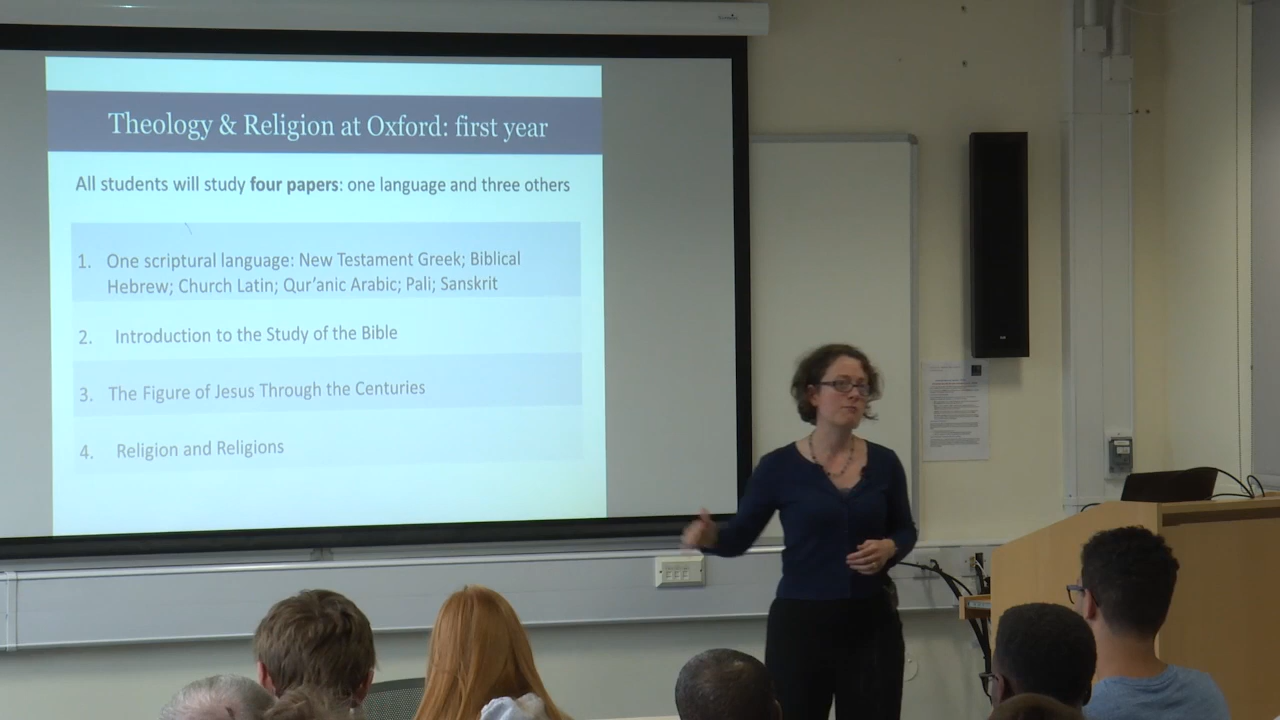 Theology & Religion at Oxford: first year
All students will study four papers: one language and three others
1. One scriptural language: New Testament Greek; Biblical
Hebrew; Church Latin; Qur'anic Arabic; Pali; Sanskrit
2. Introduction to the Study of the Bible
3. The Figure of Jesus Through the Centuries
4. Religion and Religions